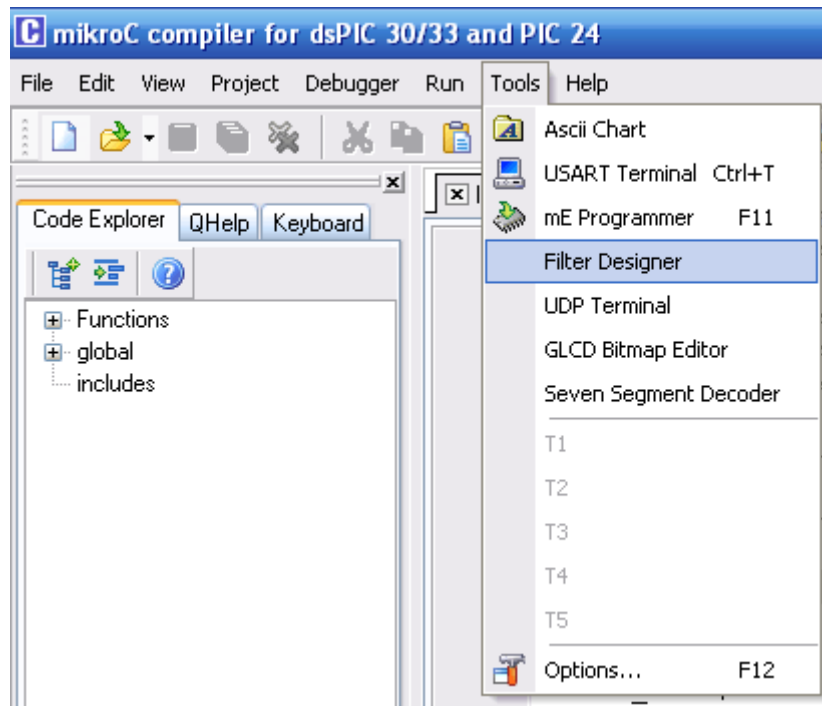 C mikroC compiler for dsPIC 30/33 and PIC 24
File Edit View Project Debugger Run Tools Help
Code Explorer QHelp Keyboard
Functions
global
includes
Ascii Chart
USART Terminal Ctrl+T
mE Programmer F11
Filter Designer
UDP Terminal
GLCD Bitmap Editor
Seven Segment Decoder
T1
T2
T3
T4
T5
Options... F12